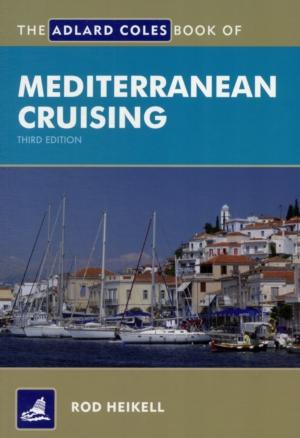 THE ADLARD COLES BOOK OF
MEDITERRANEAN
CRUISING
THIRD EDITION
ROD HEIKELL